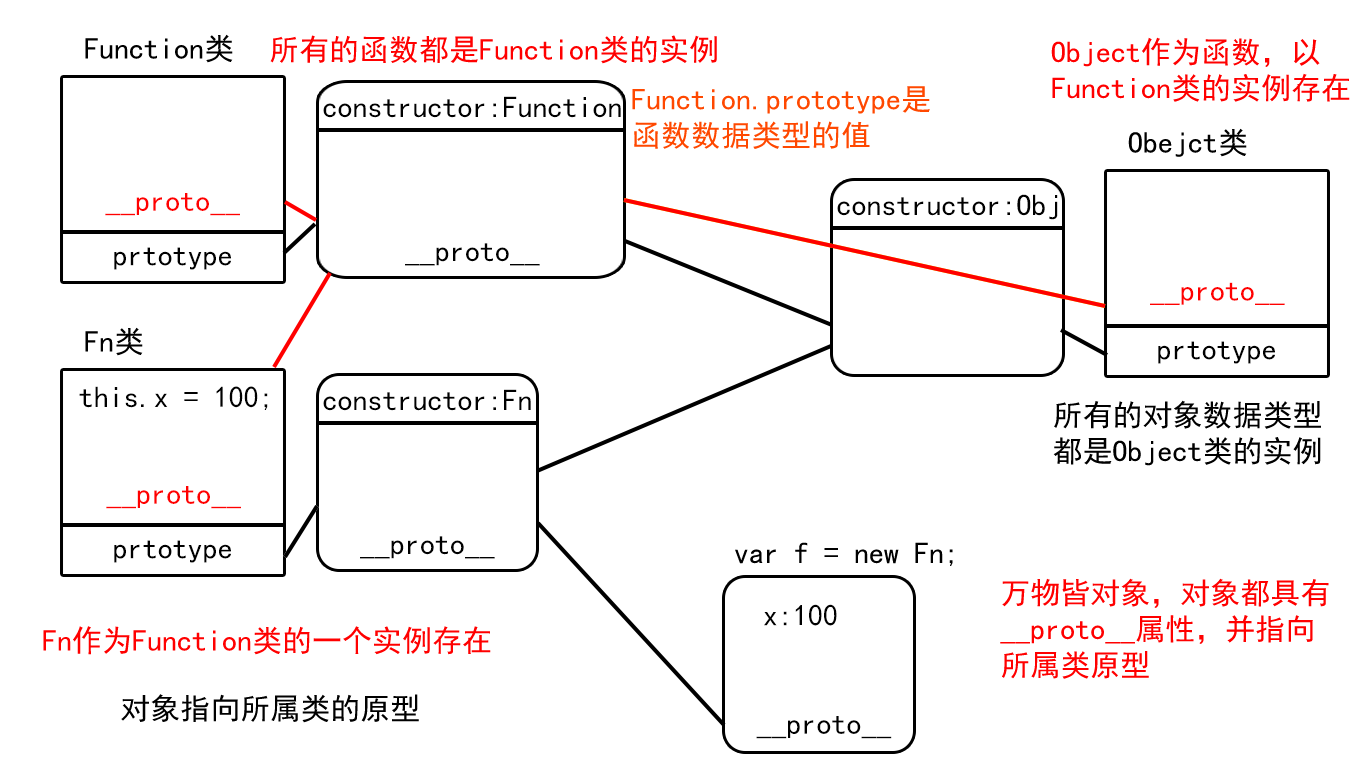 Function类
所有的函数都是Function类的实例
constructor:Function
__proto__
prtotype
__proto__
Function.prototype是
函数数据类型的值
Object作为函数，以
Function类的实例存在
Obejct类
constructor:Obj
__proto__
prtotype
所有的对象数据类型
都是Object类的实例
Fn类
this.x = 100;
__proto__
prtotype
constructor:Fn
__proto__
Fn作为Function类的一个实例存在
对象指向所属类的原型
var f = new Fn;
x:100
__proto__
万物皆对象，对象都具有
__proto__属性，并指向
所属类原型